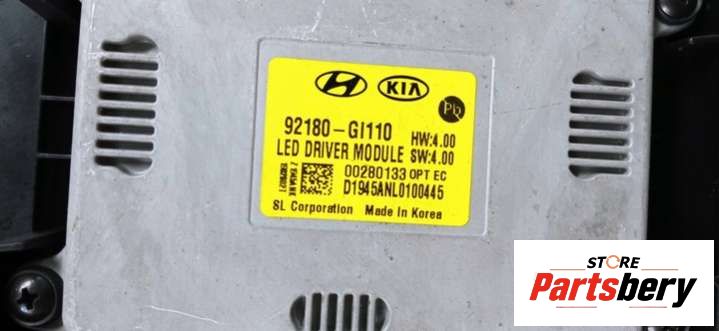 KIA
Pb
92180-GI110 HW:4.00
LED DRIVER MODULE SW:4.00
00280133 OPT EC
D1945ANL0100445
SL Corporation Made in Korea
STORE
Partsbery